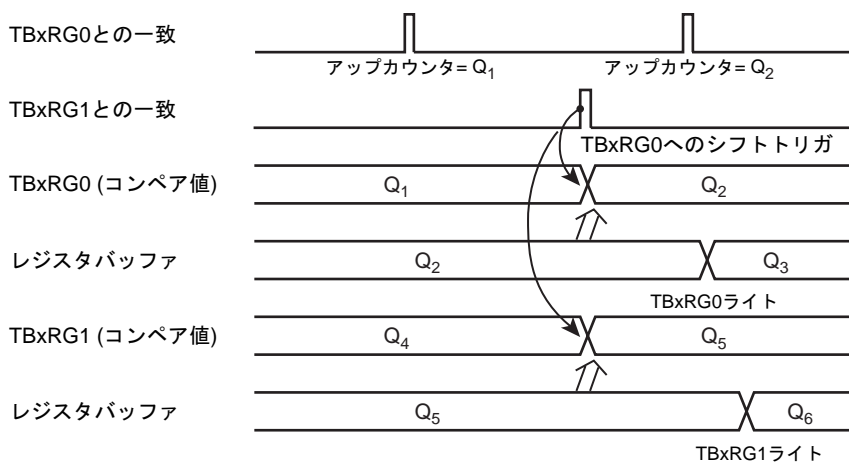 TBxRG0との一致
アップカウンタ= Q1
アップカウンタ= Q2
TBxRG1との一致
TBxRG0へのシフトトリガ
TBxRG0 (コンペア値)
Q1
Q2
レジスタバッファ
Q2
Q3
TBxRG0ライト
TBxRG1 (コンペア値)
Q4
Q5
レジスタバッファ
Q5
Q6
TBxRG1ライト